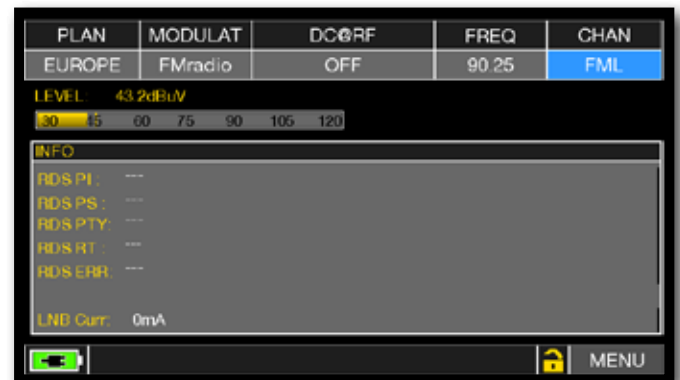 PLAN MODULAT DC@RF FREQ CHAN
EUROPE FMradio OFF 90.25 FML
LEVEL: 43.2dBuV
30 45 60 75 90 105 120
INFO
RDS PI : ---
RDS PS : ---
RDS PTY: ---
RDS RT : ---
RDS ERR: ---
LNB Curr: 0mA
MENU